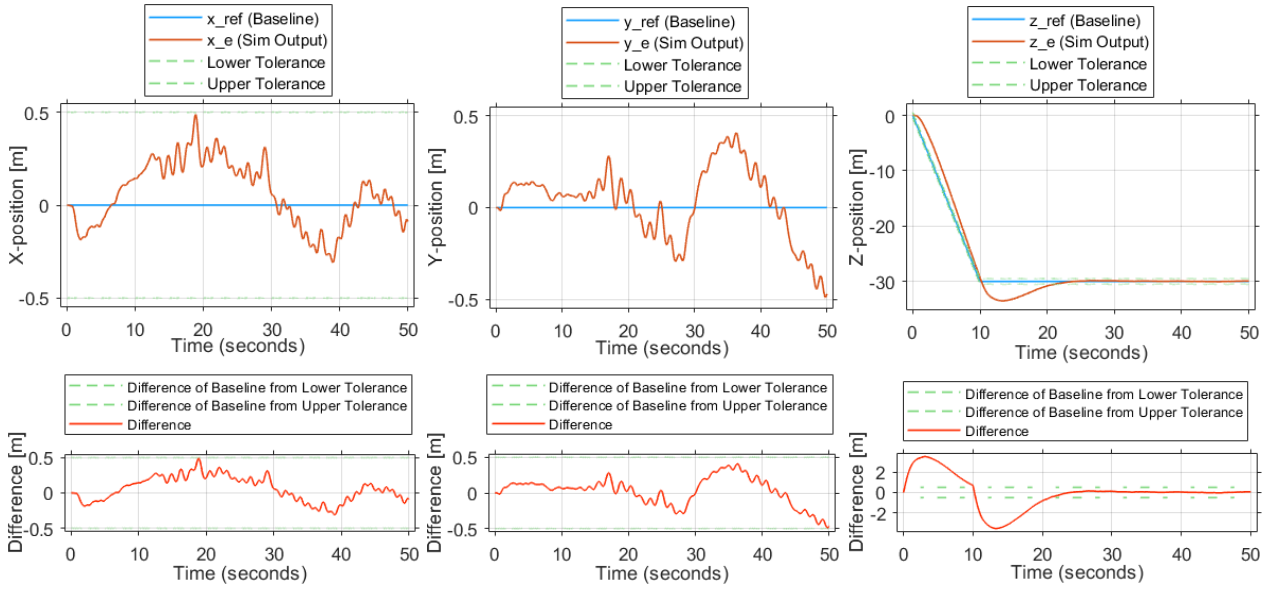 x_ref (Baseline)
x_e (Sim Output)
Lower Tolerance
Upper Tolerance
X-position [m]
0.5
0
-0.5
0 10 20 30 40 50
Time (seconds)
y_ref (Baseline)
y_e (Sim Output)
Lower Tolerance
Upper Tolerance
Y-position [m]
0.5
0
-0.5
0 10 20 30 40 50
Time (seconds)
z_ref (Baseline)
z_e (Sim Output)
Lower Tolerance
Upper Tolerance
Z-position [m]
0
-10
-20
-30
0 10 20 30 40 50
Time (seconds)
Difference of Baseline from Lower Tolerance
Difference of Baseline from Upper Tolerance
Difference
Difference [m]
0.5
0
-0.5
0 10 20 30 40 50
Time (seconds)
Difference of Baseline from Lower Tolerance
Difference of Baseline from Upper Tolerance
Difference
Difference [m]
0.5
0
-0.5
0 10 20 30 40 50
Time (seconds)
Difference of Baseline from Lower Tolerance
Difference of Baseline from Upper Tolerance
Difference
Difference [m]
2
0
-2
0 10 20 30 40 50
Time (seconds)